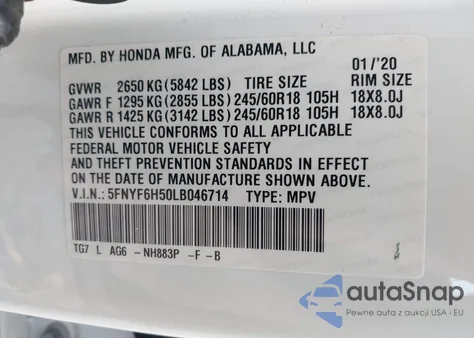 MFD. BY HONDA MFG. OF ALABAMA, LLC
01/'20
GVWR 2650 KG (5842 LBS) TIRE SIZE RIM SIZE
GAWR F 1295 KG (2855 LBS) 245/60R18 105H 18X8.0J
GAWR R 1425 KG (3142 LBS) 245/60R18 105H 18X8.0J
THIS VEHICLE CONFORMS TO ALL APPLICABLE
FEDERAL MOTOR VEHICLE SAFETY
AND THEFT PREVENTION STANDARDS IN EFFECT
ON THE DATE OF MANUFACTURE SHOWN ABOVE.
V.I.N.: 5FNYF6H50LB046714 TYPE: MPV
TG7 L AG6 -NH883P -F -B
autoSnap
Pewne auta z aukcji USA i EU